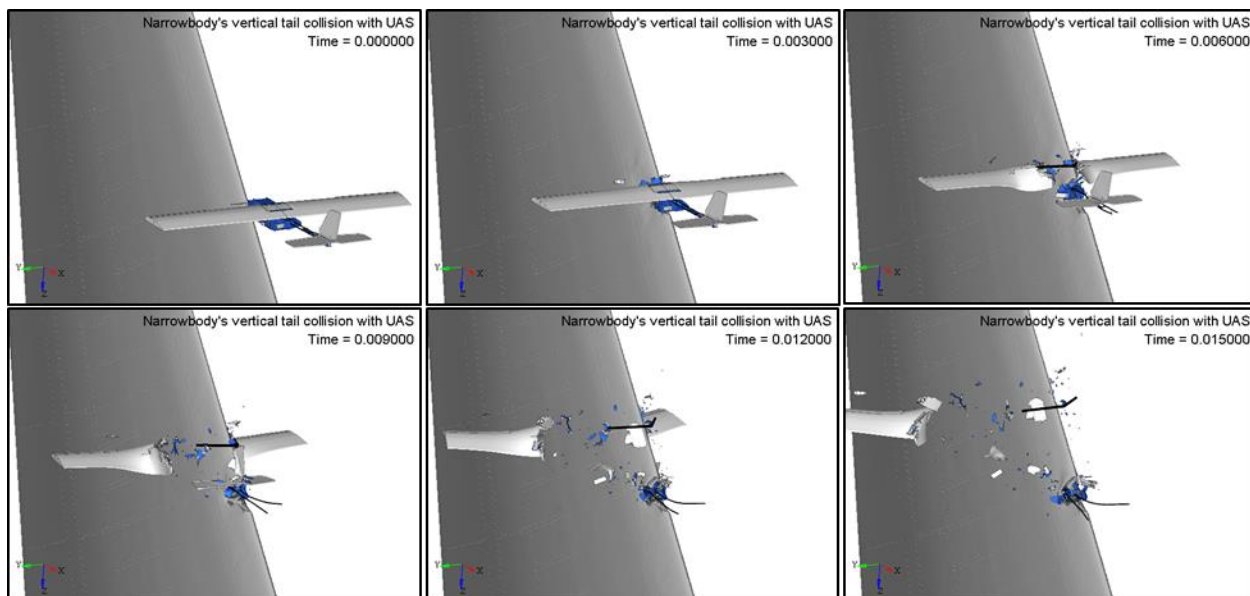 Narrowbody's vertical tail collision with UAS
Time = 0.000000
Y
X
Z
Narrowbody's vertical tail collision with UAS
Time = 0.003000
Y
X
Z
Narrowbody's vertical tail collision with UAS
Time = 0.006000
Y
X
Z
Narrowbody's vertical tail collision with UAS
Time = 0.009000
Y
X
Z
Narrowbody's vertical tail collision with UAS
Time = 0.012000
Y
X
Z
Narrowbody's vertical tail collision with UAS
Time = 0.015000
Y
X
Z